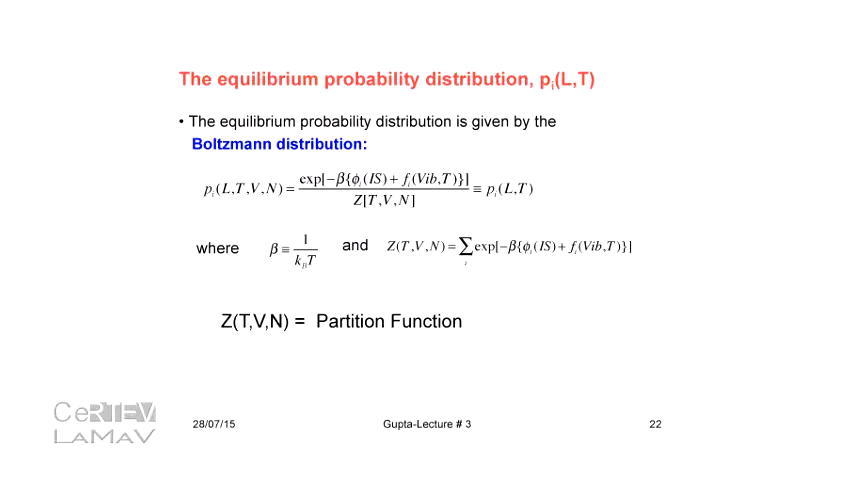 The equilibrium probability distribution, pᵢ(L,T)
• The equilibrium probability distribution is given by the
Boltzmann distribution:
pᵢ(L,T,V,N) = exp[−β{ϕᵢ(IS) + fᵢ(Vib,T)}] / Z[T,V,N] ≡ pᵢ(L,T)
where β ≡ 1 / k_B T and Z(T,V,N) = ∑ᵢ exp[−β{ϕᵢ(IS) + fᵢ(Vib,T)}]
Z(T,V,N) = Partition Function
CeRTEV
LAMAV
28/07/15 Gupta-Lecture # 3 22